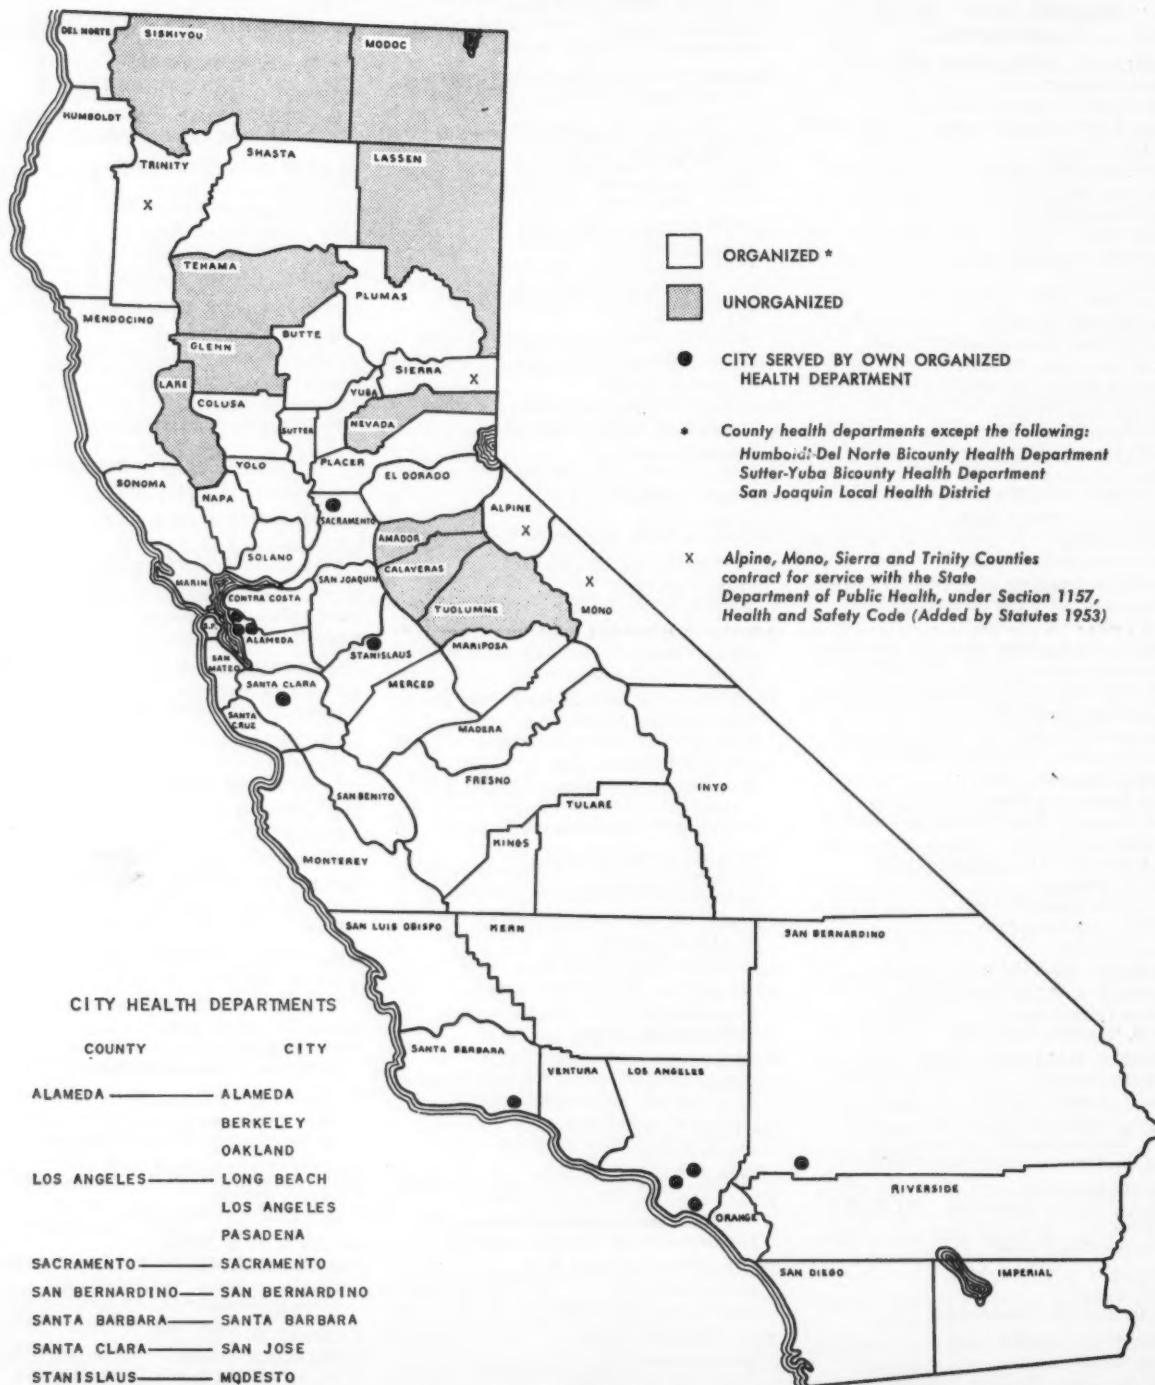 DEL NORTE
SISKIYOU
MODOC
HUMBOLDT
TRINITY
SHASTA
LASSEN
X
TEHAMA
PLUMAS
MENDOCINO
GLENN
BUTTE
LAKE
COLUSA
SIERRA
X
YUBA
NEVADA
SUTTER
PLACER
YOLO
EL DORADO
SONOMA
NAPA
SACRAMENTO
ALPINE
X
AMADOR
SOLANO
CALAVERAS
MARIN
SAN JOAQUIN
CONTRA COSTA
TUOLUMNE
X
MONO
S.F.
ALAMEDA
STANISLAUS
MARIPOSA
SAN MATEO
SANTA CLARA
MERCED
SANTA CRUZ
MADERA
FRESNO
INYO
SAN BENITO
TULARE
KINGS
MONTEREY
SAN LUIS OBISPO
KERN
SAN BERNARDINO
SANTA BERBARA
VENTURA
LOS ANGELES
RIVERSIDE
ORANGE
SAN DIEGO
IMPERIAL
ORGANIZED *
UNORGANIZED
CITY SERVED BY OWN ORGANIZED
HEALTH DEPARTMENT
* County health departments except the following:
Humboldt-Del Norte Bicounty Health Department
Sutter-Yuba Bicounty Health Department
San Joaquin Local Health District
X Alpine, Mono, Sierra and Trinity Counties
contract for service with the State
Department of Public Health, under Section 1157,
Health and Safety Code (Added by Statutes 1953)
CITY HEALTH DEPARTMENTS
COUNTY CITY
ALAMEDA ALAMEDA
BERKELEY
OAKLAND
LOS ANGELES LONG BEACH
LOS ANGELES
PASADENA
SACRAMENTO SACRAMENTO
SAN BERNARDINO SAN BERNARDINO
SANTA BARBARA SANTA BARBARA
SANTA CLARA SAN JOSE
STANISLAUS MODESTO